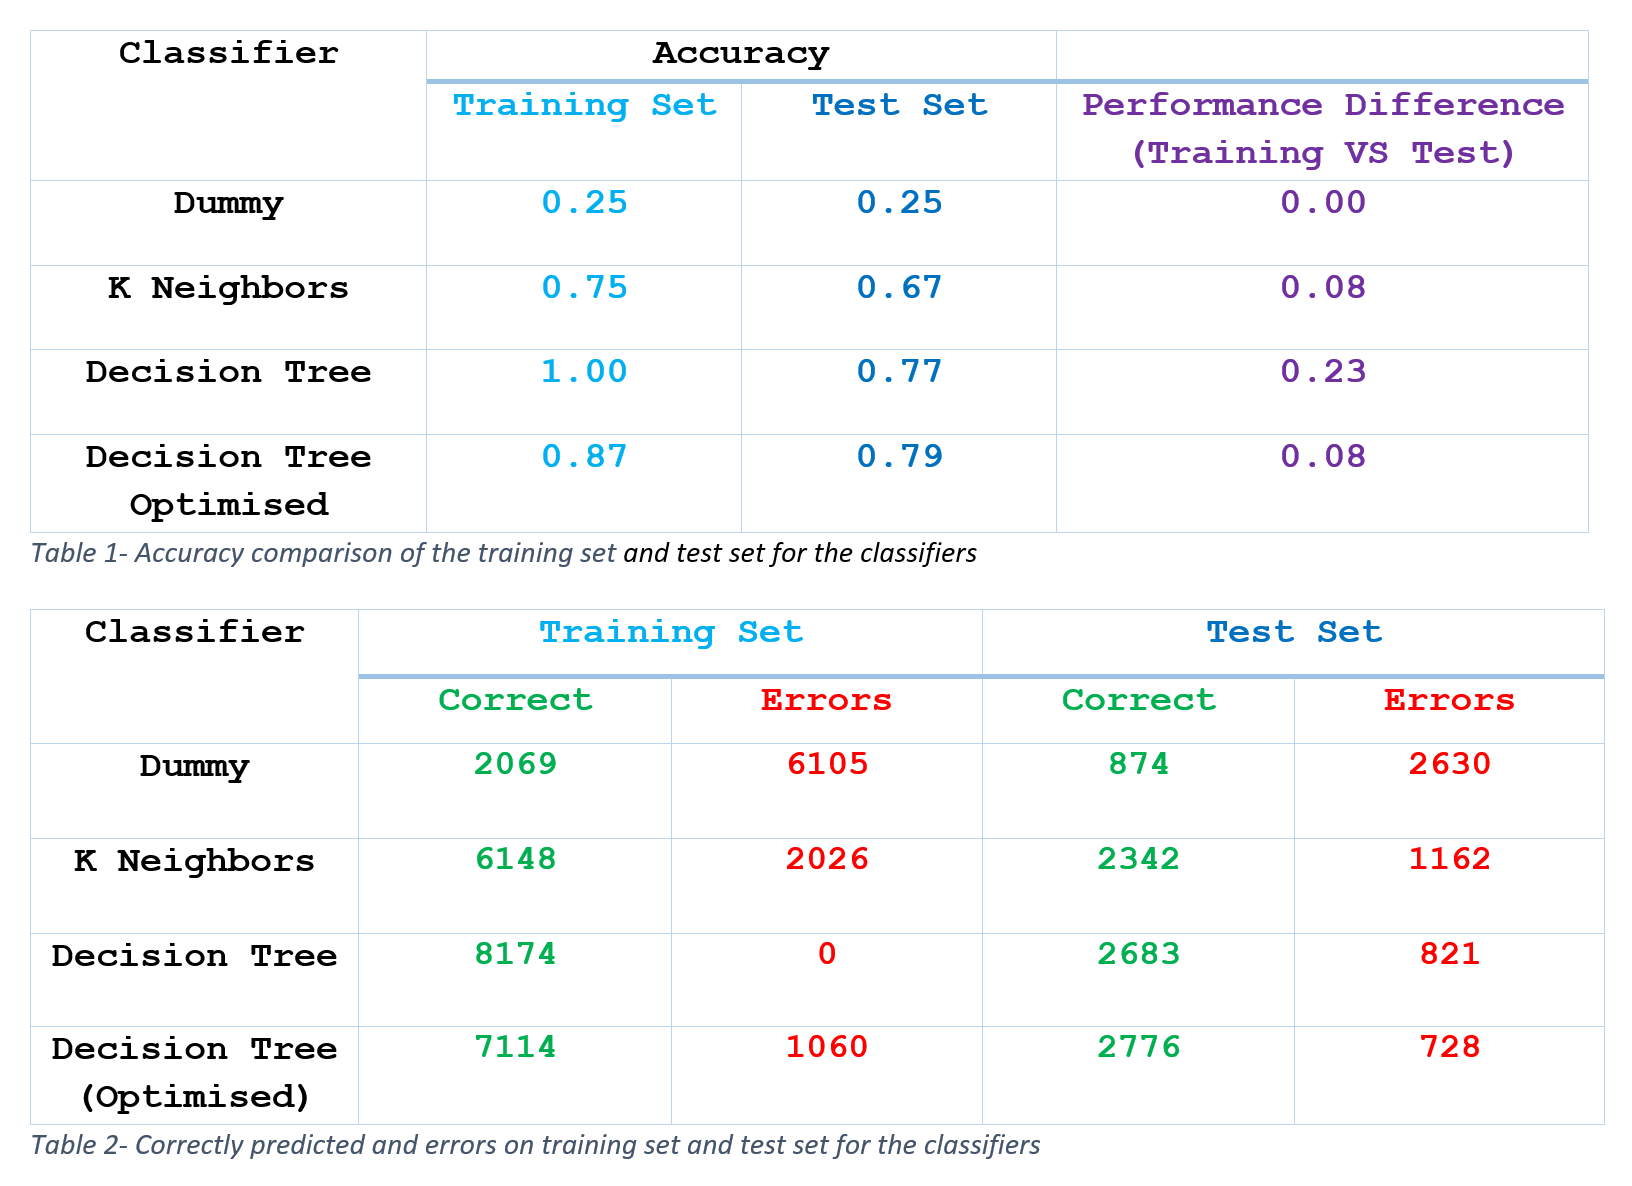 Classifier Accuracy
Training Set Test Set Performance Difference
(Training VS Test)
Dummy 0.25 0.25 0.00
K Neighbors 0.75 0.67 0.08
Decision Tree 1.00 0.77 0.23
Decision Tree 0.87 0.79 0.08
Optimised
Table 1- Accuracy comparison of the training set and test set for the classifiers
Classifier Training Set Test Set
Correct Errors Correct Errors
Dummy 2069 6105 874 2630
K Neighbors 6148 2026 2342 1162
Decision Tree 8174 0 2683 821
Decision Tree 7114 1060 2776 728
(Optimised)
Table 2- Correctly predicted and errors on training set and test set for the classifiers